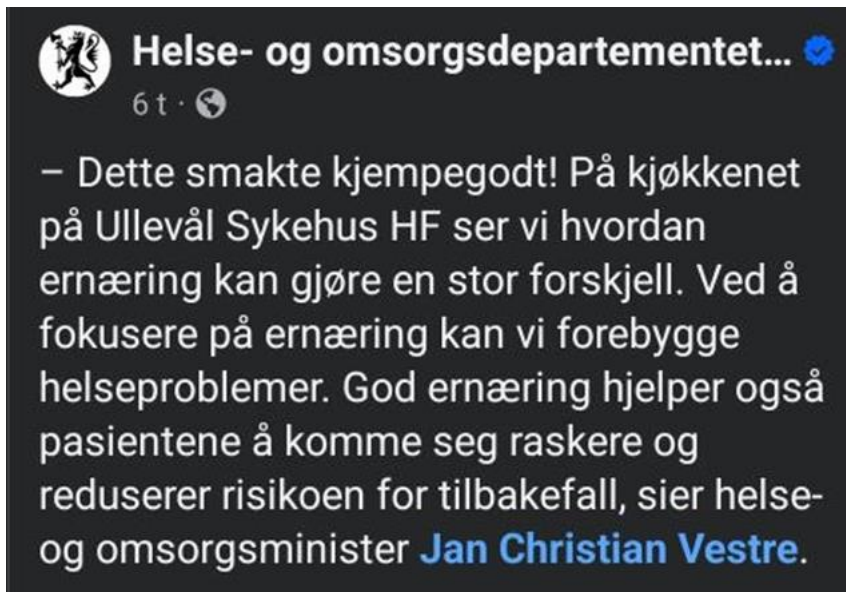 Helse- og omsorgsdepartementet...
6 t ·
– Dette smakte kjempegodt! På kjøkkenet
på Ullevål Sykehus HF ser vi hvordan
ernæring kan gjøre en stor forskjell. Ved å
fokusere på ernæring kan vi forebygge
helseproblemer. God ernæring hjelper også
pasientene å komme seg raskere og
reduserer risikoen for tilbakefall, sier helse-
og omsorgsminister Jan Christian Vestre.